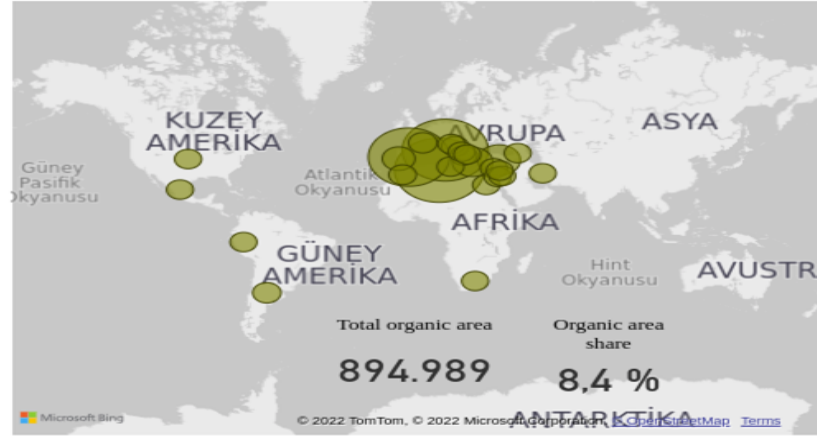 KUZEY
AMERİKA
AVRUPA
ASYA
Güney
Pasifik
Okyanusu
Atlantik
Okyanusu
AFRİKA
GÜNEY
AMERİKA
Hint
Okyanusu
AVUSTR
Total organic area
894.989
Organic area
share
8,4 %
ANTARKTİKA
Microsoft Bing
© 2022 TomTom, © 2022 Microsoft Corporation, © OpenStreetMap Terms